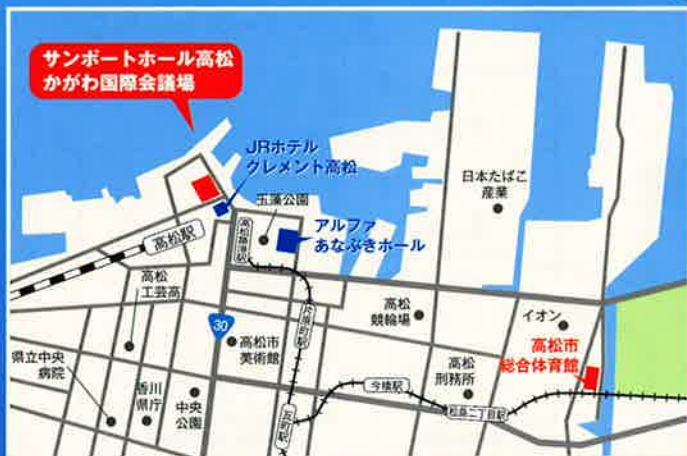 サンポートホール高松
かがわ国際会議場
JRホテル
クレメント高松
玉藻公園
アルファ
あなぶきホール
日本たばこ
産業
高松駅
高松築港駅
高松
工芸高
片原町駅
高松
競輪場
イオン
30
高松市
美術館
高松市
総合体育館
県立中央
病院
香川
県庁
中央
公園
瓦町駅
今橋駅
高松
刑務所
松島二丁目駅